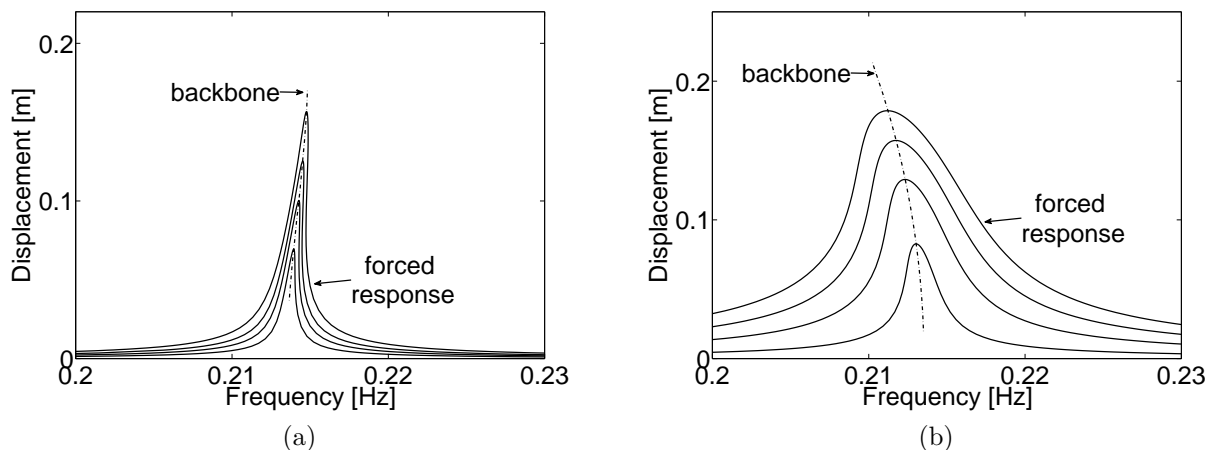 0.2
backbone
Displacement [m]
0.1
forced
response
0
0.2
0.21
0.22
0.23
Frequency [Hz]
(a)
backbone
0.2
Displacement [m]
forced
response
0.1
0
0.2
0.21
0.22
0.23
Frequency [Hz]
(b)